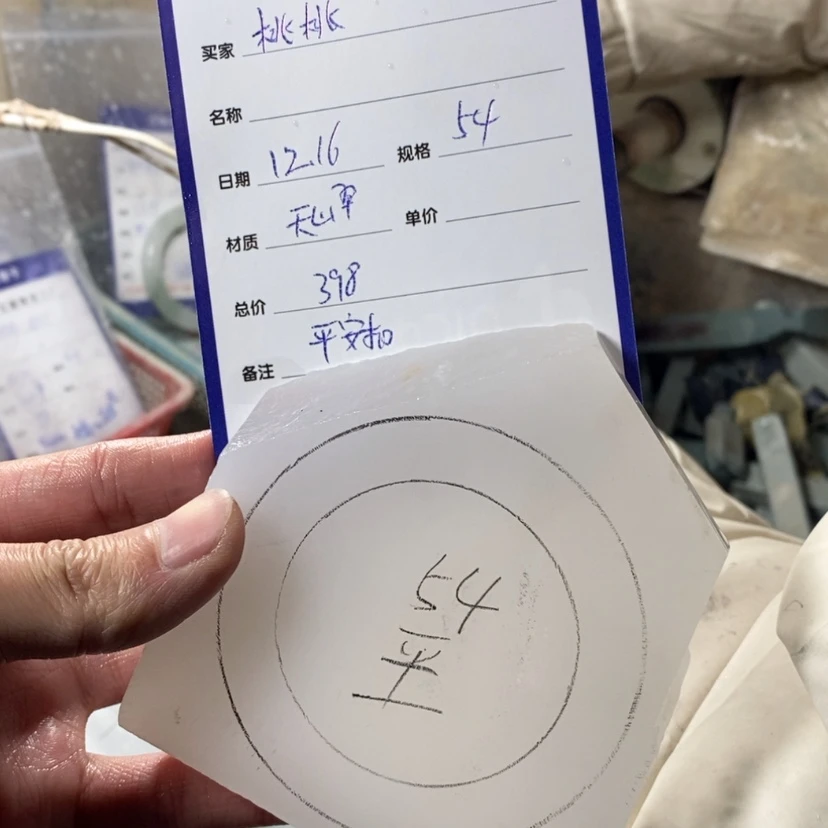 买家 桃桃
名称
日期 12.16 规格 54
材质 天山翠 单价
总价 398
备注 平安扣
54